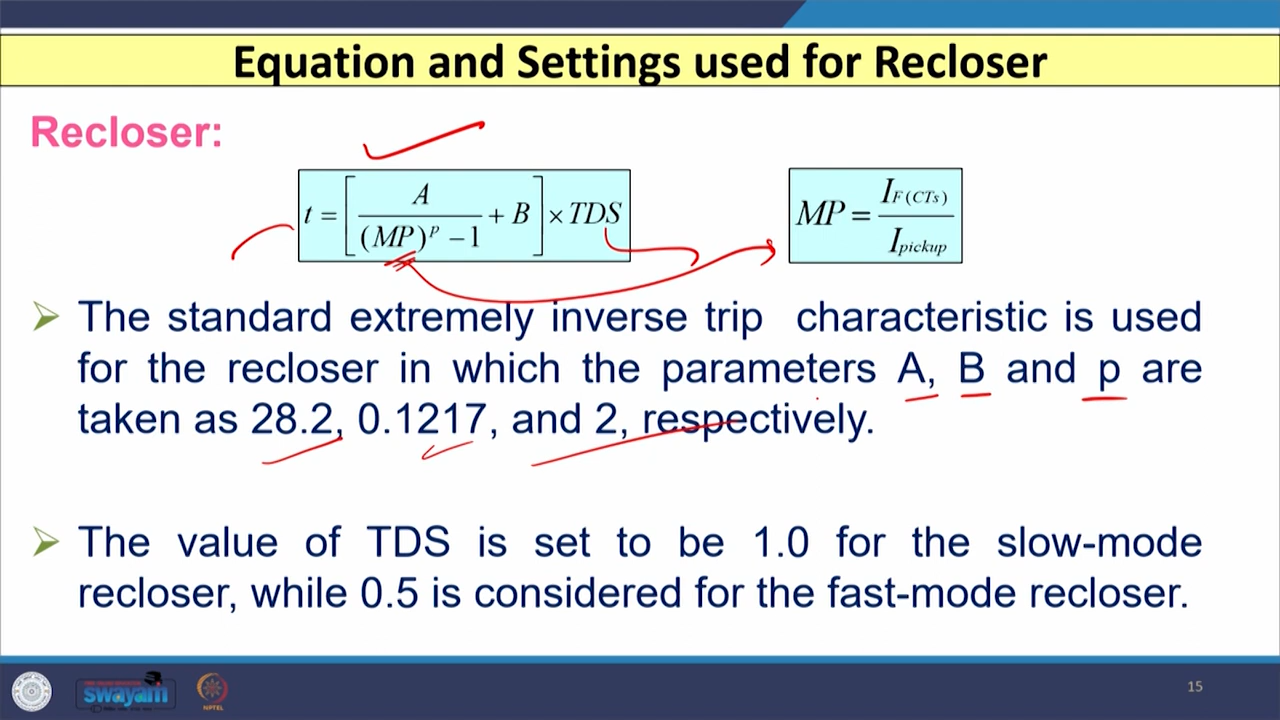 Equation and Settings used for Recloser
Recloser:
t = [ A / ((MP)^p − 1) + B ] × TDS
MP = I_F(CTs) / I_pickup
➢ The standard extremely inverse trip characteristic is used
for the recloser in which the parameters A, B and p are
taken as 28.2, 0.1217, and 2, respectively.
➢ The value of TDS is set to be 1.0 for the slow-mode
recloser, while 0.5 is considered for the fast-mode recloser.
swayam
NPTEL
15